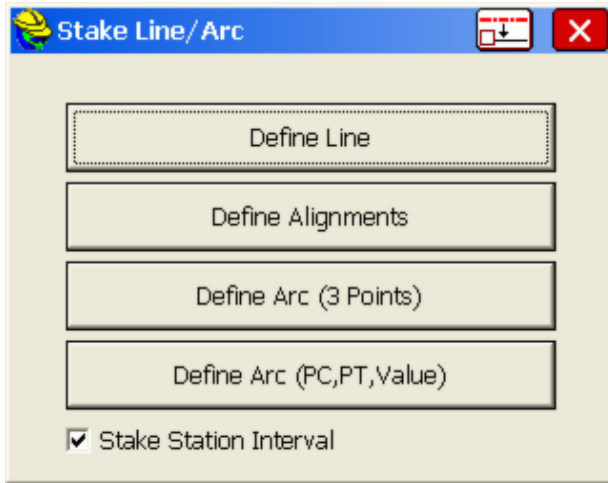 Stake Line/Arc
Define Line
Define Alignments
Define Arc (3 Points)
Define Arc (PC,PT,Value)
Stake Station Interval